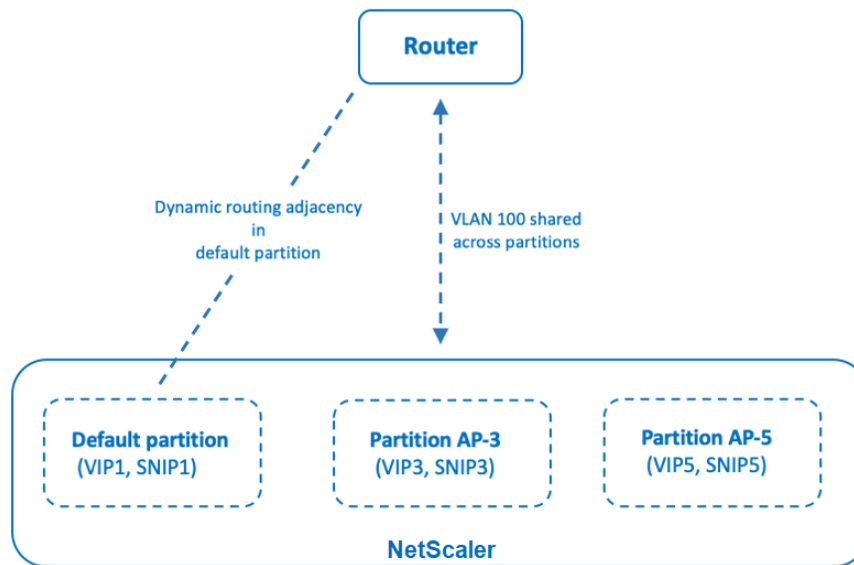 Router
Dynamic routing adjacency
in
default partition
VLAN 100 shared
across partitions
Default partition
(VIP1, SNIP1)
Partition AP-3
(VIP3, SNIP3)
Partition AP-5
(VIP5, SNIP5)
NetScaler